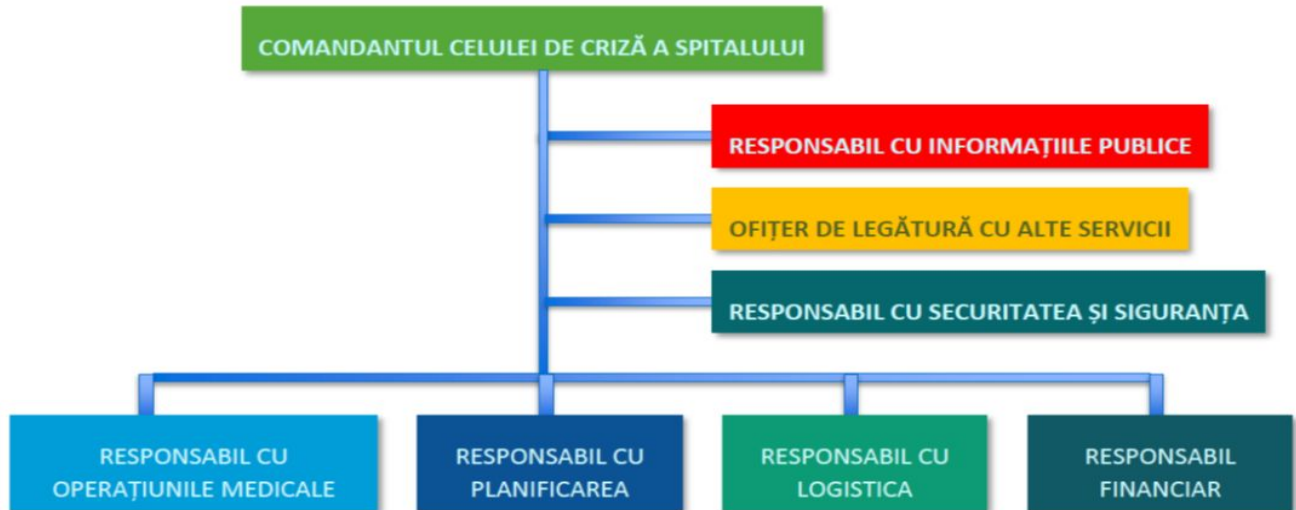 COMANDANTUL CELULEI DE CRIZĂ A SPITALULUI
RESPONSABIL CU INFORMAȚIILE PUBLICE
OFIȚER DE LEGĂTURĂ CU ALTE SERVICII
RESPONSABIL CU SECURITATEA ȘI SIGURANȚA
RESPONSABIL CU
OPERAȚIUNILE MEDICALE
RESPONSABIL CU
PLANIFICAREA
RESPONSABIL CU
LOGISTICA
RESPONSABIL
FINANCIAR